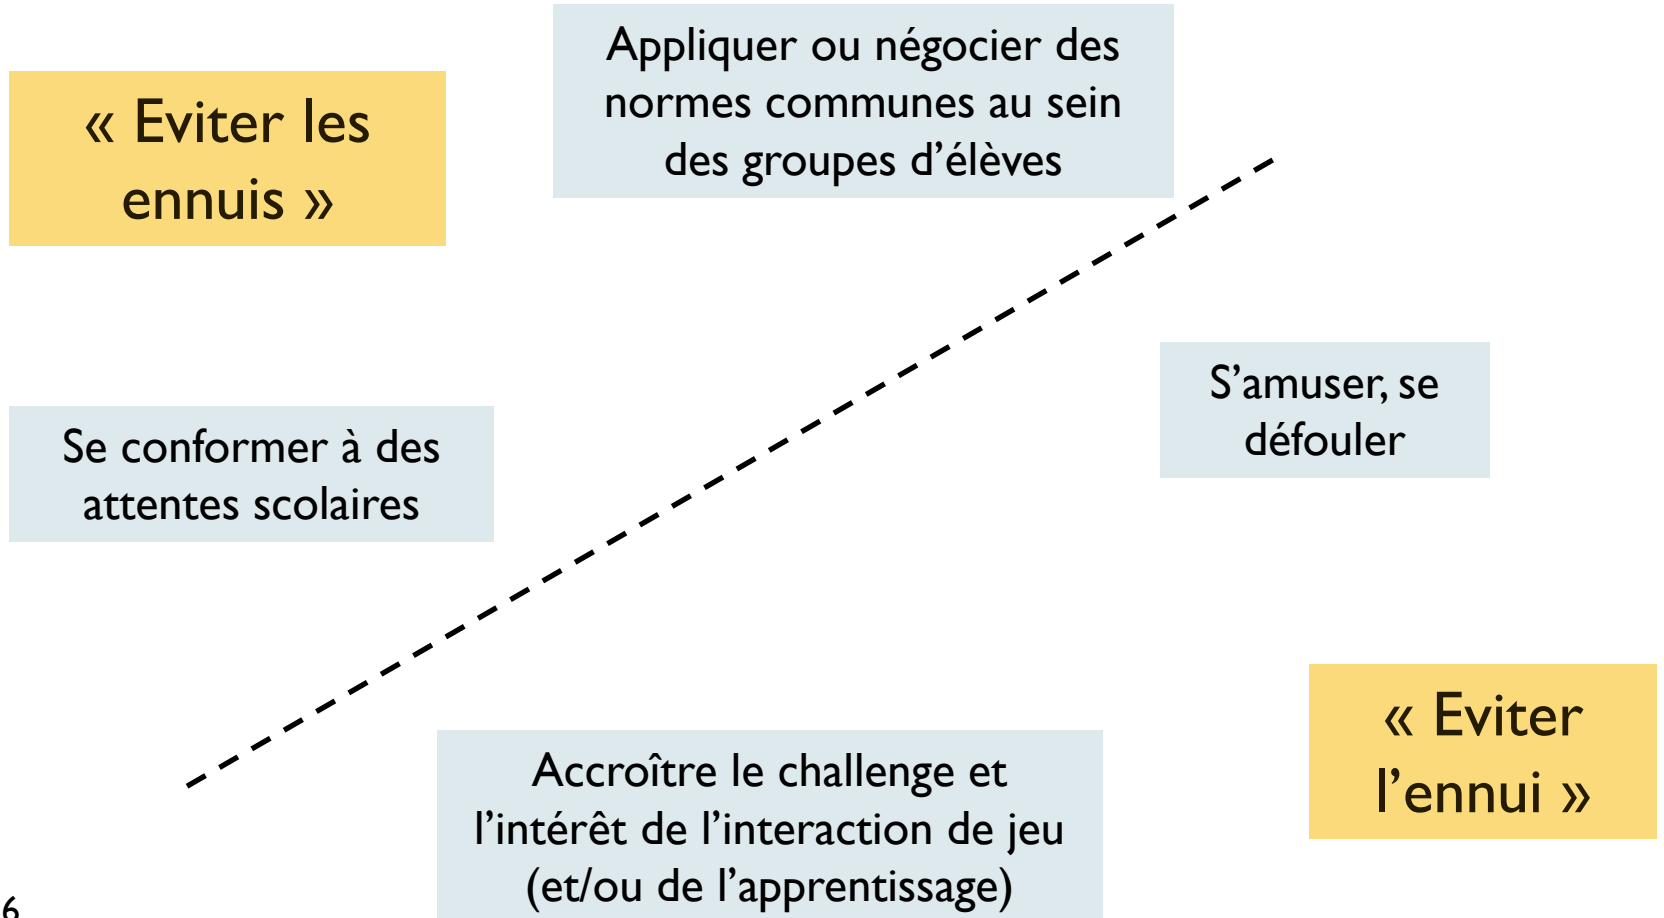 Appliquer ou négocier des
normes communes au sein
des groupes d’élèves
« Eviter les
ennuis »
S’amuser, se
défouler
Se conformer à des
attentes scolaires
« Eviter
l’ennui »
Accroître le challenge et
l’intérêt de l’interaction de jeu
(et/ou de l’apprentissage)
6